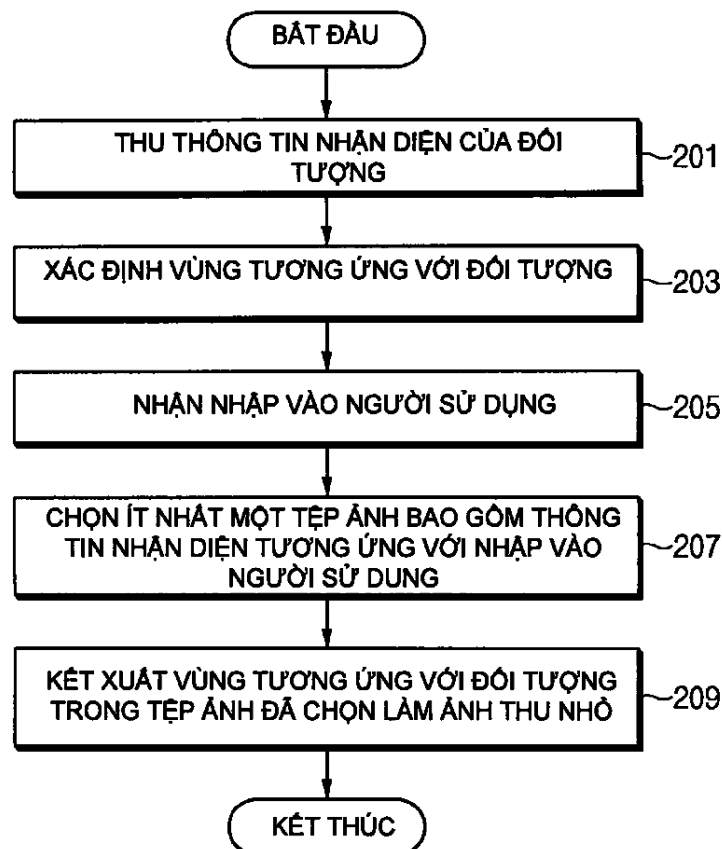 BẮT ĐẦU
THU THÔNG TIN NHẬN DIỆN CỦA ĐỐI
TƯỢNG
201
XÁC ĐỊNH VÙNG TƯƠNG ỨNG VỚI ĐỐI TƯỢNG
203
NHẬN NHẬP VÀO NGƯỜI SỬ DỤNG
205
CHỌN ÍT NHẤT MỘT TỆP ẢNH BAO GỒM THÔNG
TIN NHẬN DIỆN TƯƠNG ỨNG VỚI NHẬP VÀO
NGƯỜI SỬ DUNG
207
KẾT XUẤT VÙNG TƯƠNG ỨNG VỚI ĐỐI TƯỢNG
TRONG TỆP ẢNH ĐÃ CHỌN LÀM ẢNH THU NHỎ
209
KẾT THÚC